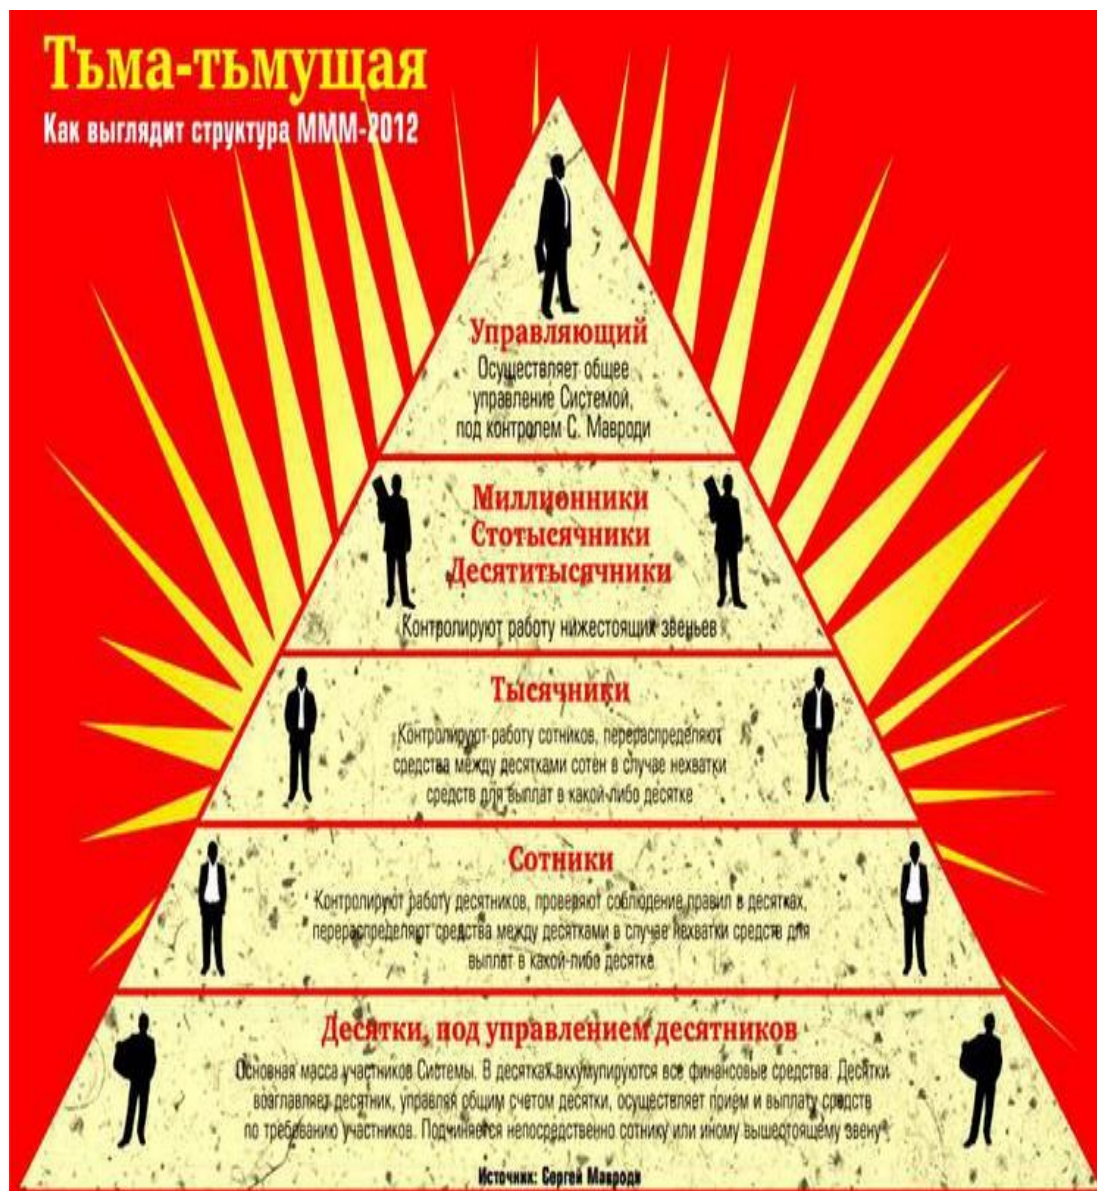 Тьма-тьмущая
Как выглядит структура МММ-2012
Управляющий
Осуществляет общее
управление Системой,
под контролем С. Мавроди
Миллионники
Стотысячники
Десятитысячники
Контролируют работу нижестоящих звеньев
Тысячники
Контролируют работу сотников, перераспределяют
средства между десятками сотен в случае нехватки
средств для выплат в какой-либо десятке
Сотники
Контролируют работу десятников, проверяют соблюдение правил в десятках,
перераспределяют средства между десятками в случае нехватки средств для
выплат в какой-либо десятке
Десятки, под управлением десятников
Основная масса участников Системы. В десятках аккумулируются все финансовые средства. Десятки
возглавляет десятник, управляя общим счетом десятки, осуществляет прием и выплату средств
по требованию участников. Подчиняется непосредственно сотнику или иному вышестоящему звену
Источник: Сергей Мавроди